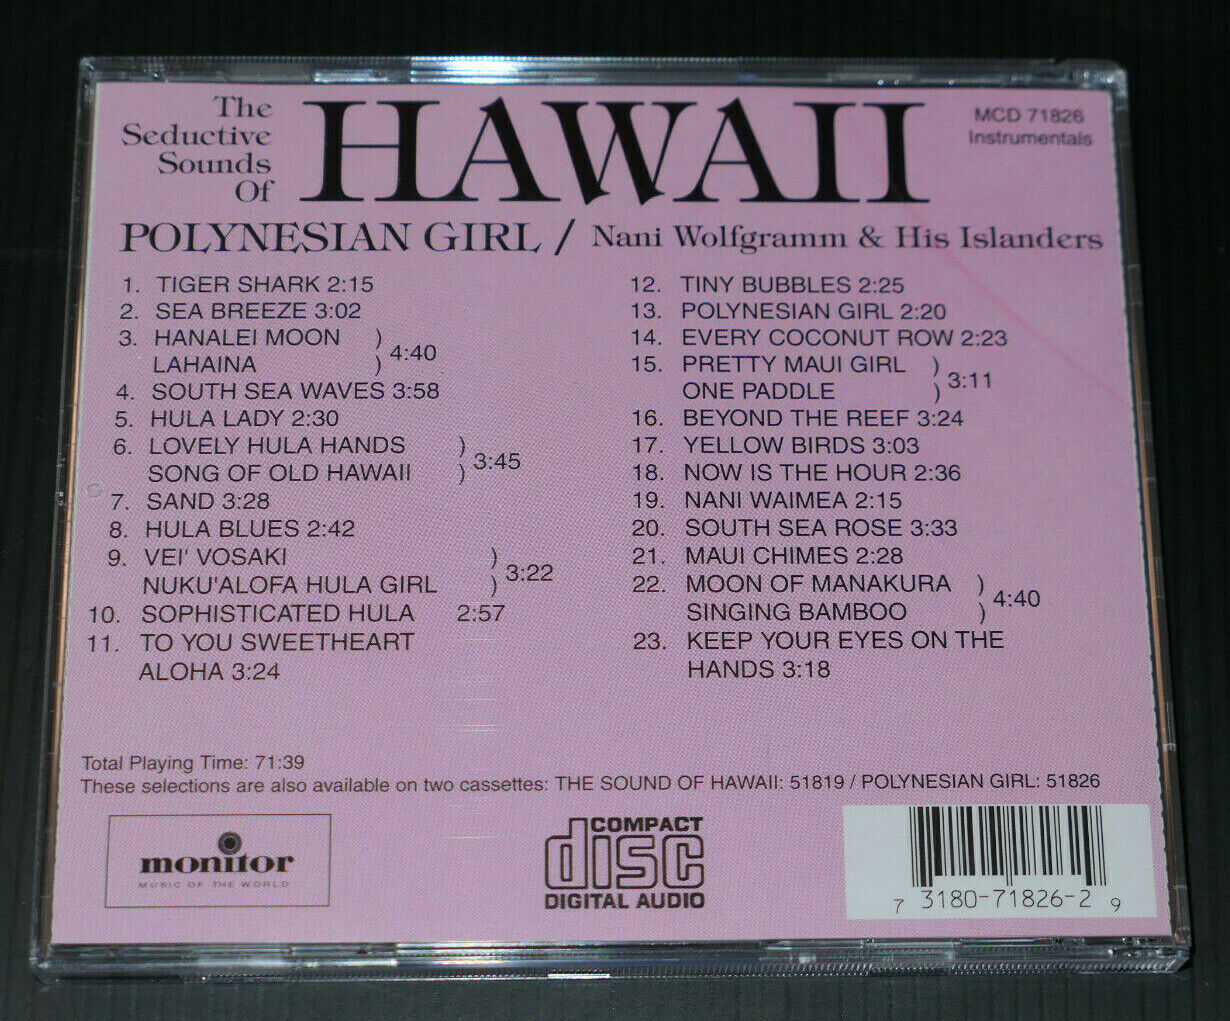 The
Seductive
Sounds
Of
HAWAII
MCD 71826
Instrumentals
POLYNESIAN GIRL / Nani Wolfgramm & His Islanders
1. TIGER SHARK 2:15
2. SEA BREEZE 3:02
3. HANALEI MOON )
LAHAINA ) 4:40
4. SOUTH SEA WAVES 3:58
5. HULA LADY 2:30
6. LOVELY HULA HANDS )
SONG OF OLD HAWAII ) 3:45
7. SAND 3:28
8. HULA BLUES 2:42
9. VEI' VOSAKI )
NUKU'ALOFA HULA GIRL ) 3:22
10. SOPHISTICATED HULA 2:57
11. TO YOU SWEETHEART
ALOHA 3:24
12. TINY BUBBLES 2:25
13. POLYNESIAN GIRL 2:20
14. EVERY COCONUT ROW 2:23
15. PRETTY MAUI GIRL )
ONE PADDLE ) 3:11
16. BEYOND THE REEF 3:24
17. YELLOW BIRDS 3:03
18. NOW IS THE HOUR 2:36
19. NANI WAIMEA 2:15
20. SOUTH SEA ROSE 3:33
21. MAUI CHIMES 2:28
22. MOON OF MANAKURA )
SINGING BAMBOO ) 4:40
23. KEEP YOUR EYES ON THE
HANDS 3:18
Total Playing Time: 71:39
These selections are also available on two cassettes: THE SOUND OF HAWAII: 51819 / POLYNESIAN GIRL: 51826
monitor
MUSIC OF THE WORLD
COMPACT
disc
DIGITAL AUDIO
7 3180-71826-2 9